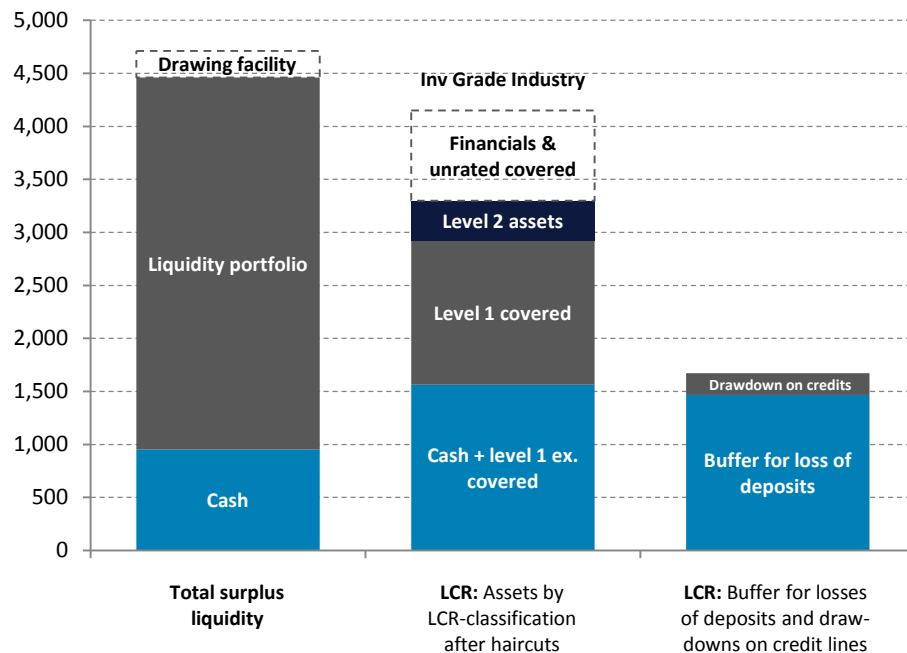 5,000
4,500
4,000
3,500
3,000
2,500
2,000
1,500
1,000
500
0
Drawing facility
Liquidity portfolio
Cash
Inv Grade Industry
Financials &
unrated covered
Level 2 assets
Level 1 covered
Cash + level 1 ex.
covered
Drawdown on credits
Buffer for loss of
deposits
Total surplus
liquidity
LCR: Assets by
LCR-classification
after haircuts
LCR: Buffer for losses
of deposits and draw-
downs on credit lines